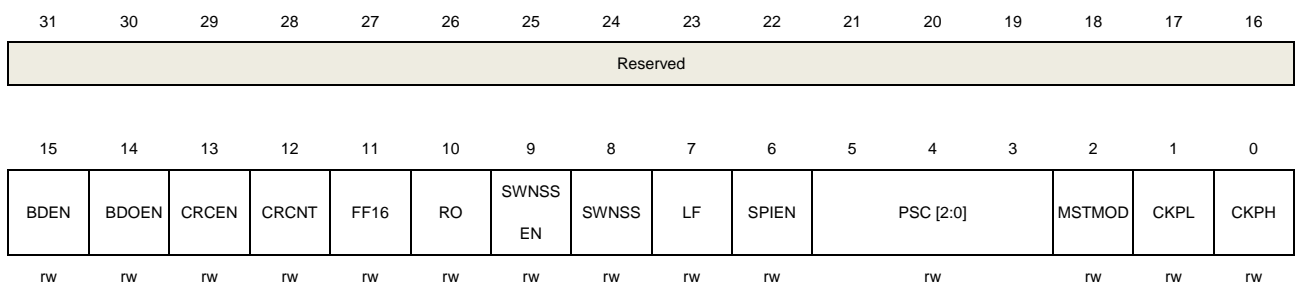 31 30 29 28 27 26 25 24 23 22 21 20 19 18 17 16
Reserved
15 14 13 12 11 10 9 8 7 6 5 4 3 2 1 0
BDEN BDOEN CRCEN CRCNT FF16 RO SWNSS EN SWNSS LF SPIEN PSC [2:0] MSTMOD CKPL CKPH
rw rw rw rw rw rw rw rw rw rw rw rw rw rw